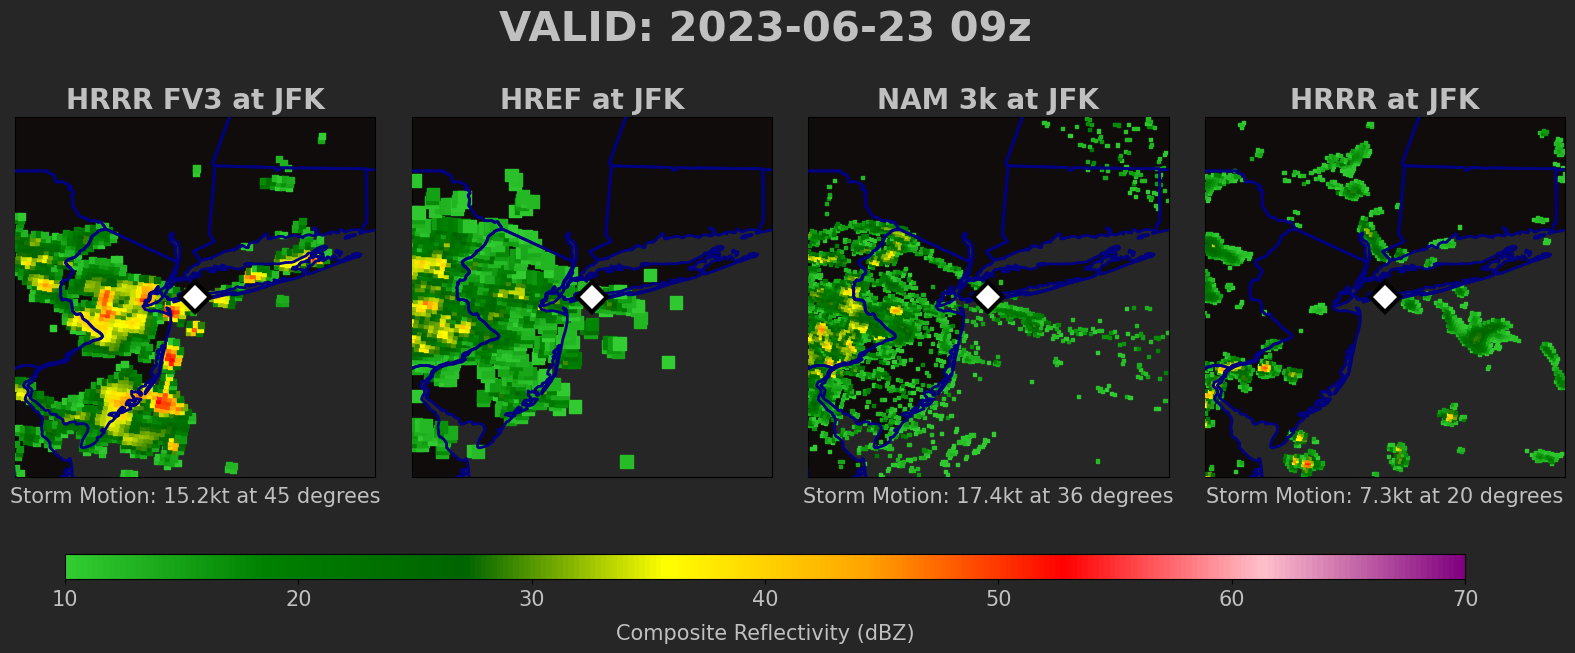 VALID: 2023-06-23 09z
HRRR FV3 at JFK
HREF at JFK
NAM 3k at JFK
HRRR at JFK
Storm Motion: 15.2kt at 45 degrees
Storm Motion: 17.4kt at 36 degrees
Storm Motion: 7.3kt at 20 degrees
10 20 30 40 50 60 70
Composite Reflectivity (dBZ)